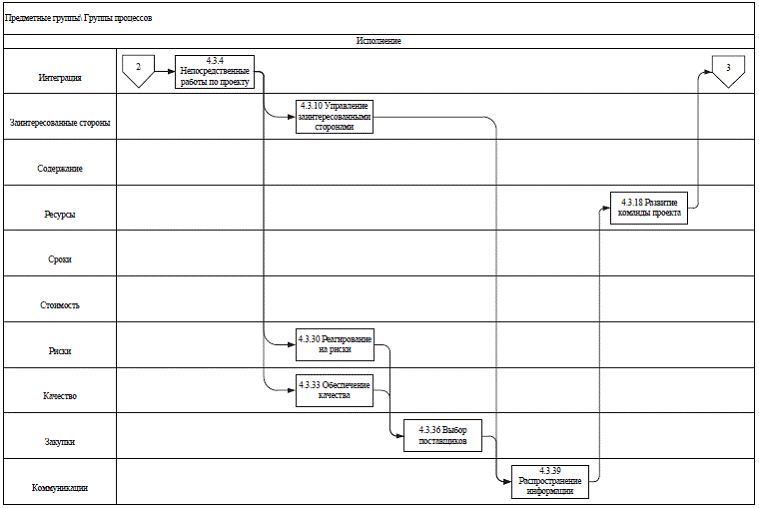 Предметные группы\ Группы процессов
Исполнение
Интеграция
2
4.3.4
Непосредственные
работы по проекту
3
Заинтересованные стороны
4.3.10 Управление
заинтересованными
сторонами
Содержание
Ресурсы
4.3.18 Развитие
команды проекта
Сроки
Стоимость
Риски
4.3.30 Реагирование
на риски
Качество
4.3.33 Обеспечение
качества
Закупки
4.3.36 Выбор
поставщиков
Коммуникации
4.3.39
Распространение
информации